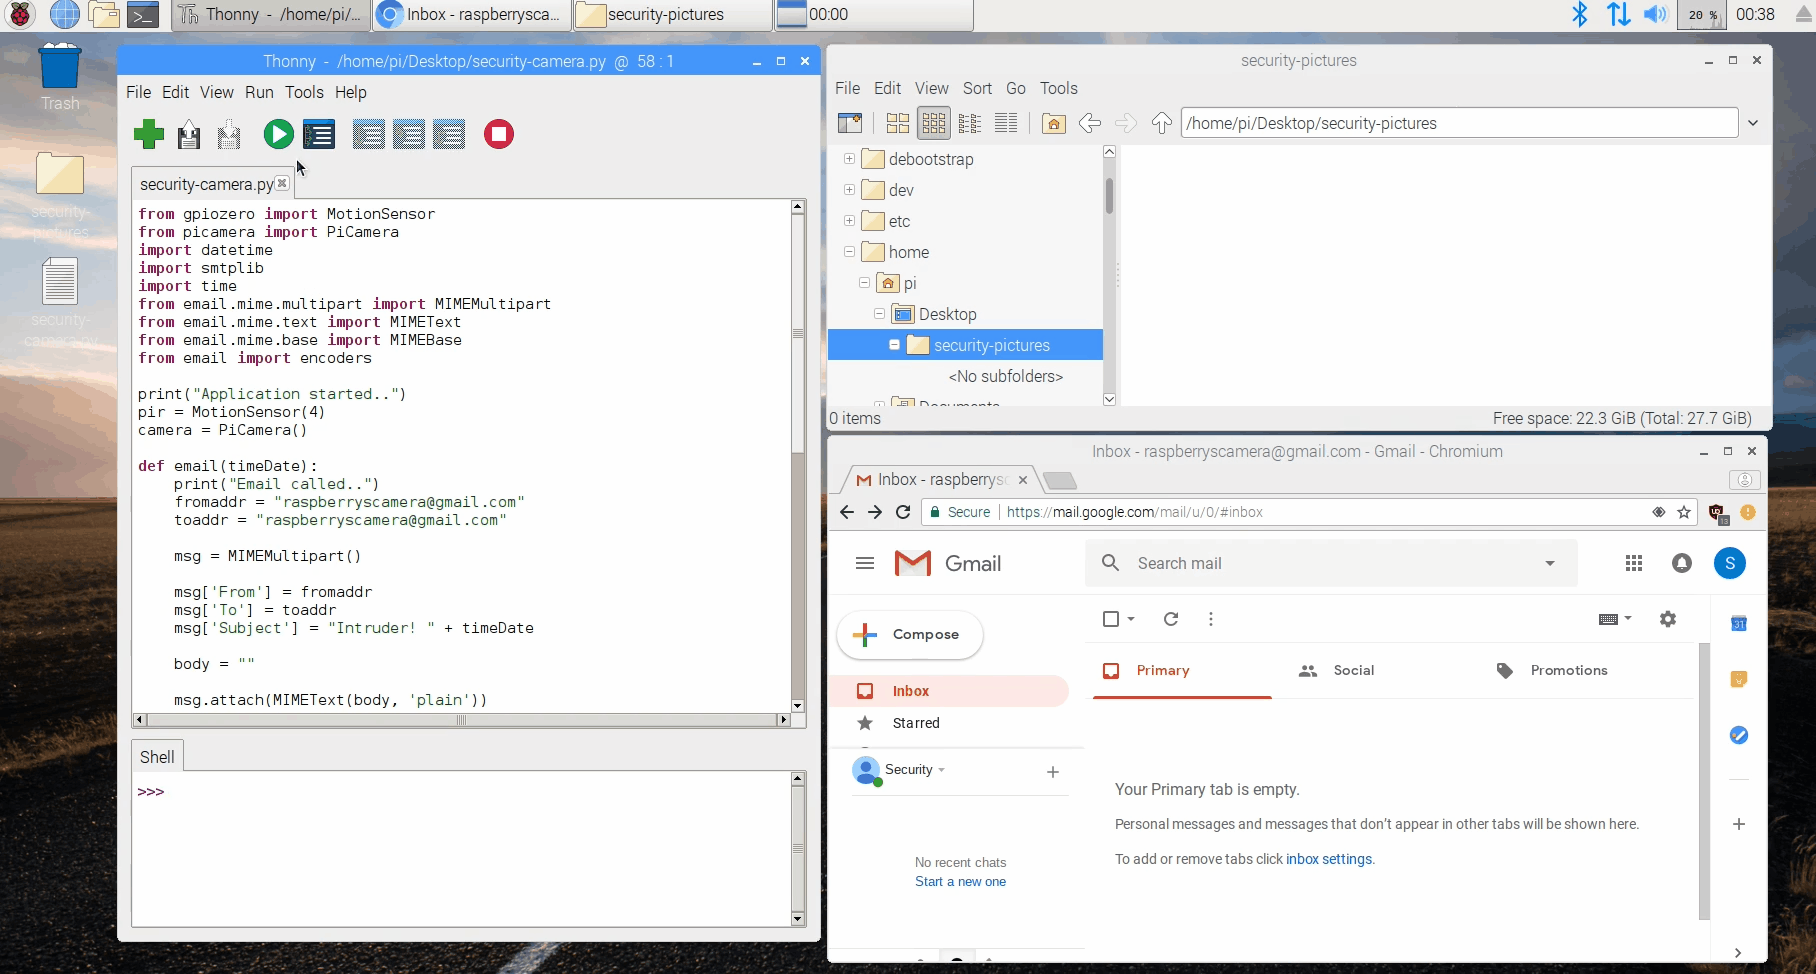 Thonny - /home/pi/...
Inbox - raspberrysca...
security-pictures
00:00
20 %
00:38
Trash
security-
pictures
security-
camera.py
Thonny - /home/pi/Desktop/security-camera.py @ 58 : 1
File Edit View Run Tools Help
security-camera.py
from gpiozero import MotionSensor
from picamera import PiCamera
import datetime
import smtplib
import time
from email.mime.multipart import MIMEMultipart
from email.mime.text import MIMEText
from email.mime.base import MIMEBase
from email import encoders
print("Application started..")
pir = MotionSensor(4)
camera = PiCamera()
def email(timeDate):
print("Email called..")
fromaddr = "raspberryscamera@gmail.com"
toaddr = "raspberryscamera@gmail.com"
msg = MIMEMultipart()
msg['From'] = fromaddr
msg['To'] = toaddr
msg['Subject'] = "Intruder! " + timeDate
body = ""
msg.attach(MIMEText(body, 'plain'))
Shell
>>>
security-pictures
File Edit View Sort Go Tools
/home/pi/Desktop/security-pictures
debootstrap
dev
etc
home
pi
Desktop
security-pictures
<No subfolders>
Documents
0 items
Free space: 22.3 GiB (Total: 27.7 GiB)
Inbox - raspberryscamera@gmail.com - Gmail - Chromium
Inbox - raspberrysc
Secure
https://mail.google.com/mail/u/0/#inbox
13
Gmail
Search mail
S
Compose
31
Primary
Social
Promotions
Inbox
Starred
Security
Your Primary tab is empty.
Personal messages and messages that don't appear in other tabs will be shown here.
To add or remove tabs click inbox settings.
No recent chats
Start a new one